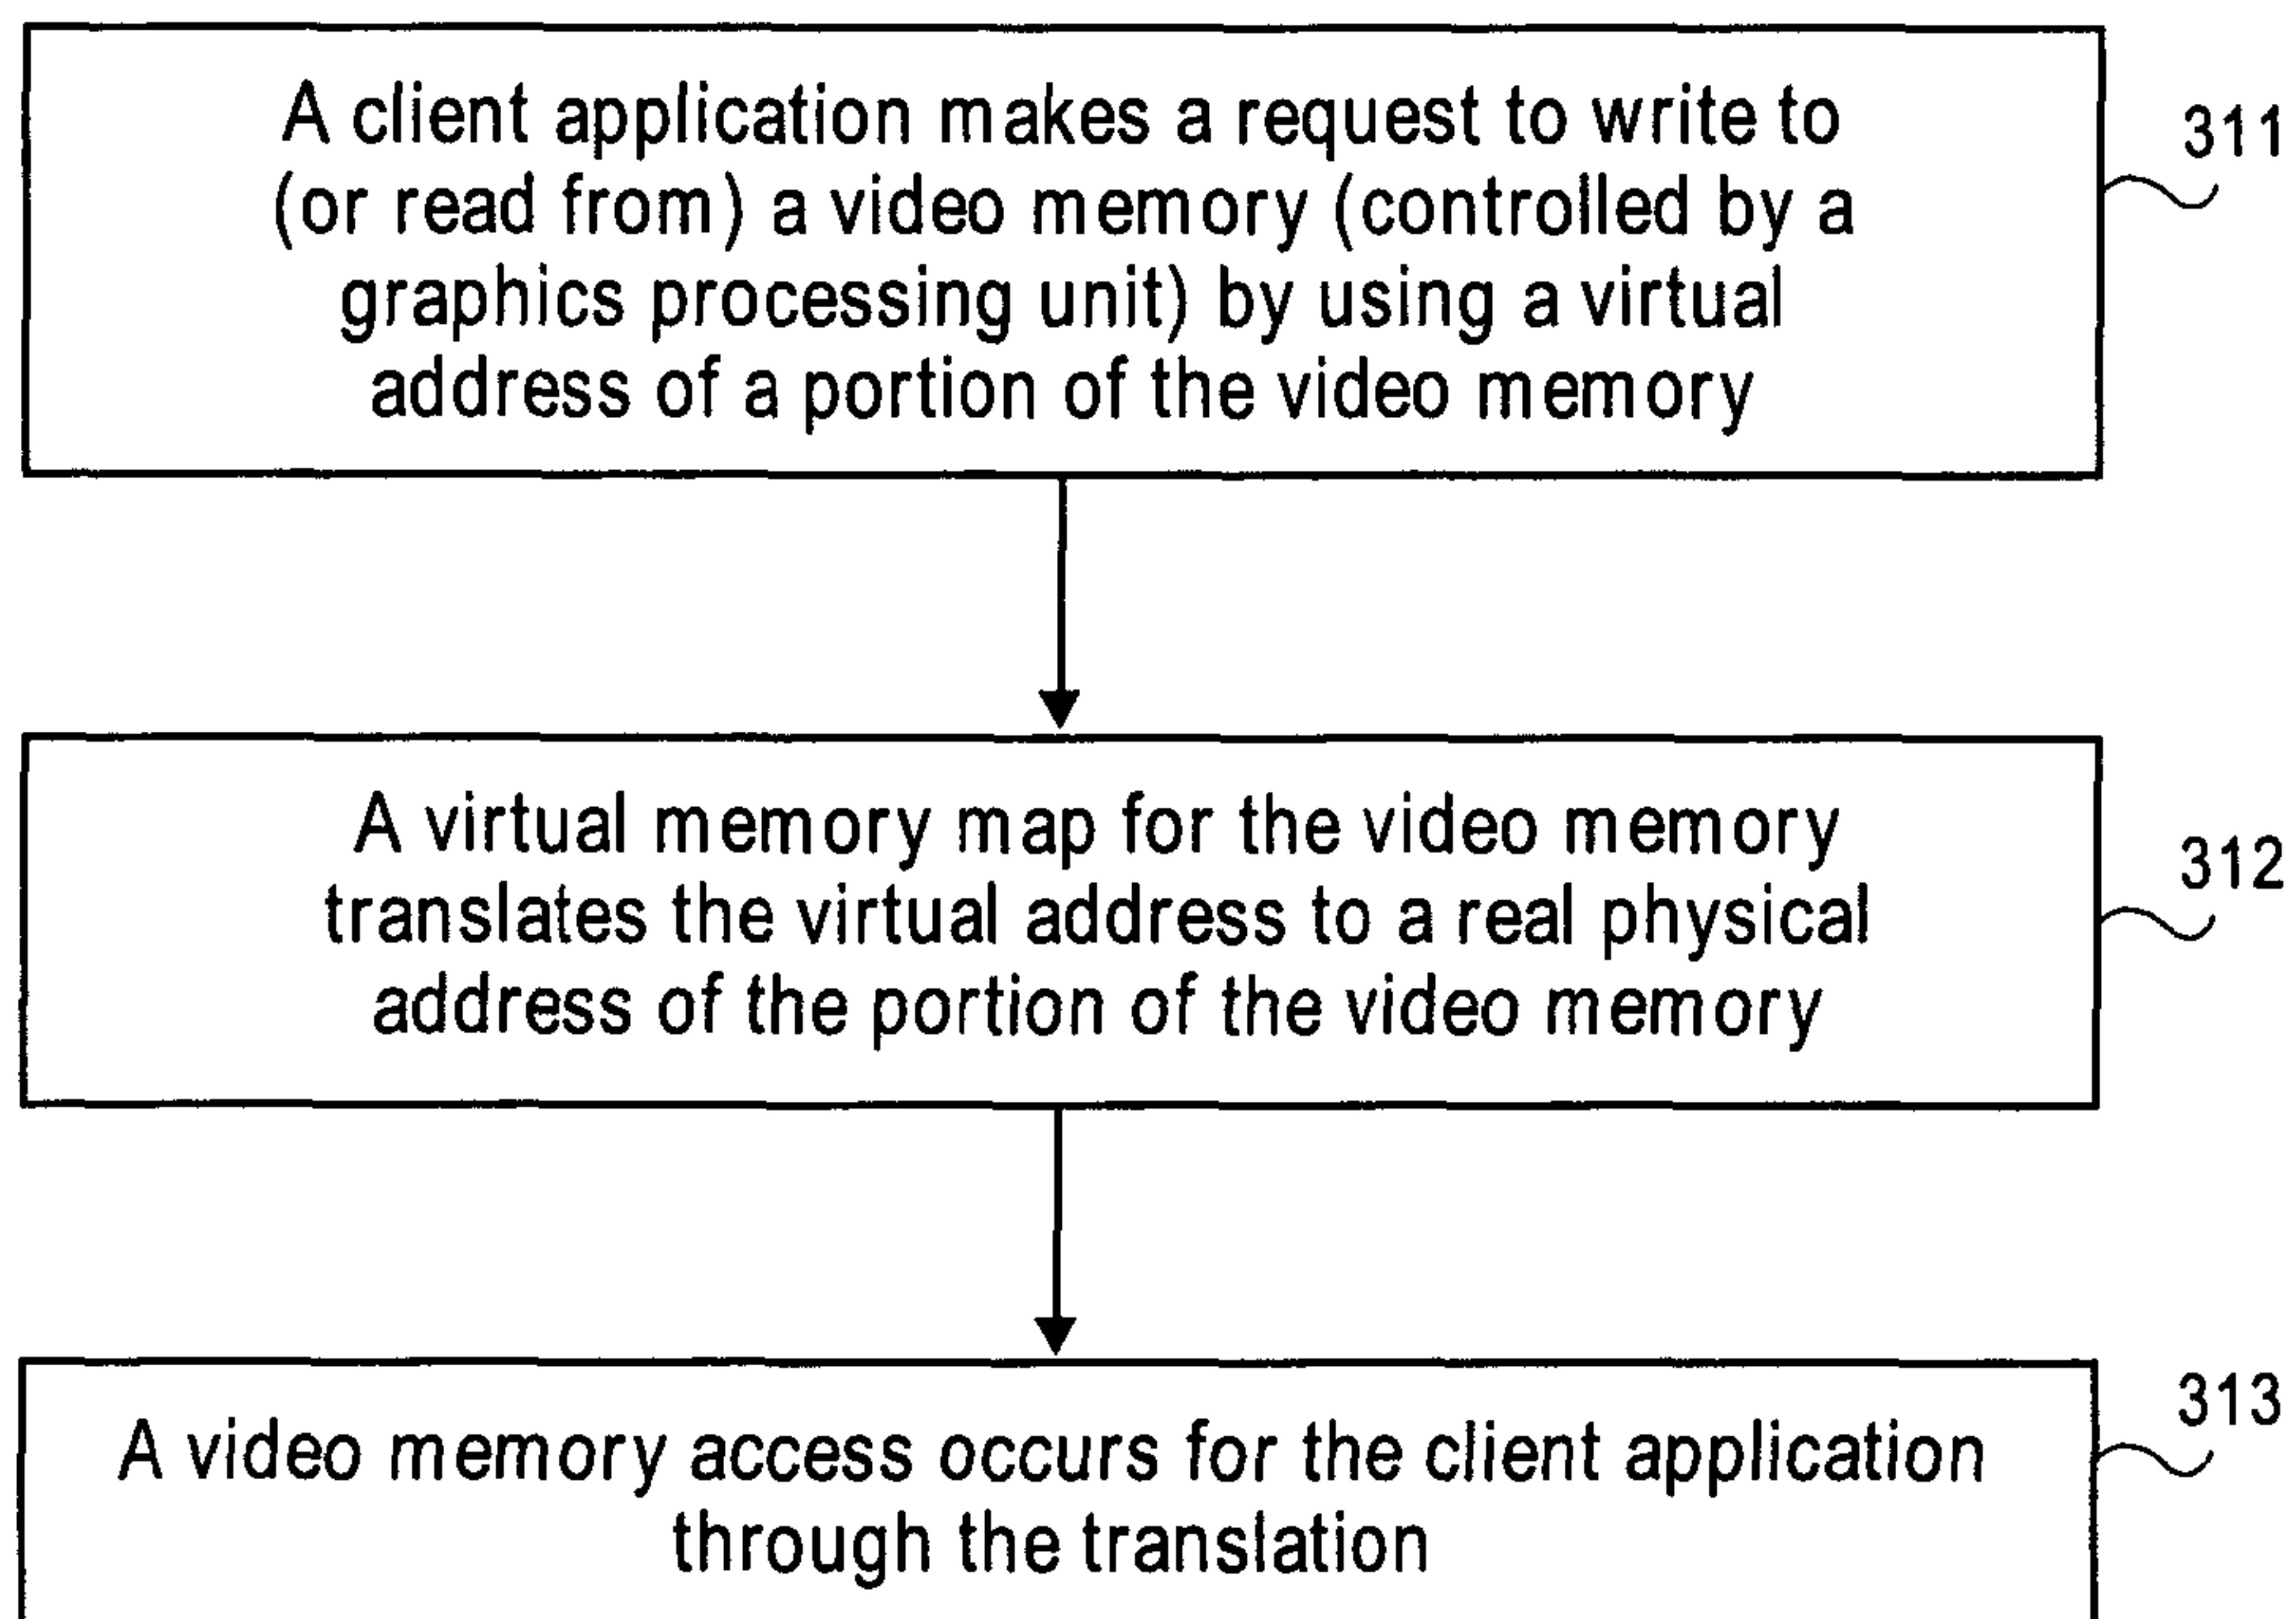 A client application makes a request to write to
(or read from) a video memory (controlled by a
graphics processing unit) by using a virtual
address of a portion of the video memory
311
A virtual memory map for the video memory
translates the virtual address to a real physical
address of the portion of the video memory
312
A video memory access occurs for the client application
through the translation
313